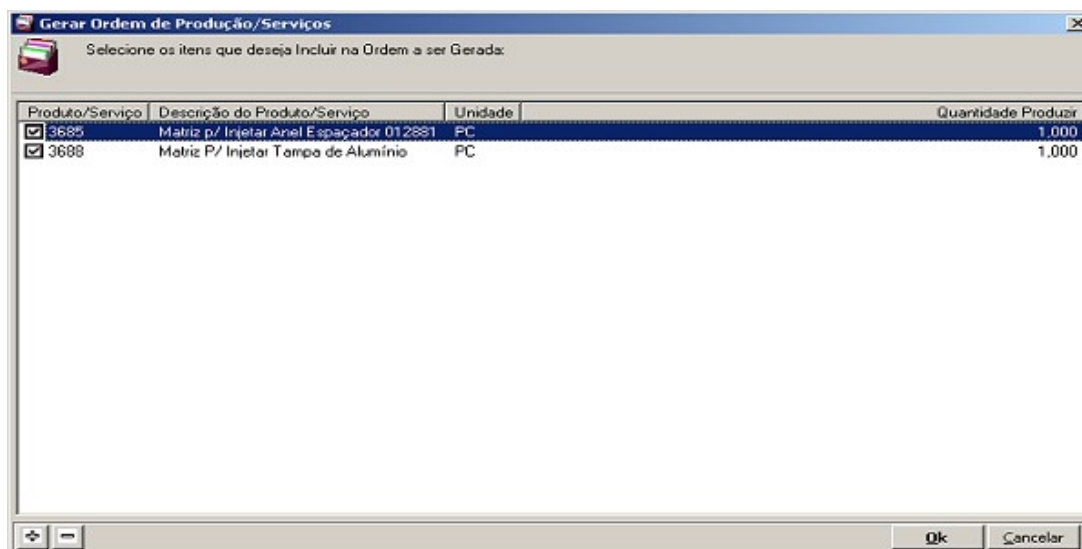 Gerar Ordem de Produção/Serviços
Selecione os itens que deseja Incluir na Ordem a ser Gerada:
Produto/Serviço Descrição do Produto/Serviço Unidade Quantidade Produzir
3685 Matriz p/ Injetar Anel Espaçador 012881 PC 1,000
3688 Matriz P/ Injetar Tampa de Alumínio PC 1,000
Ok Cancelar